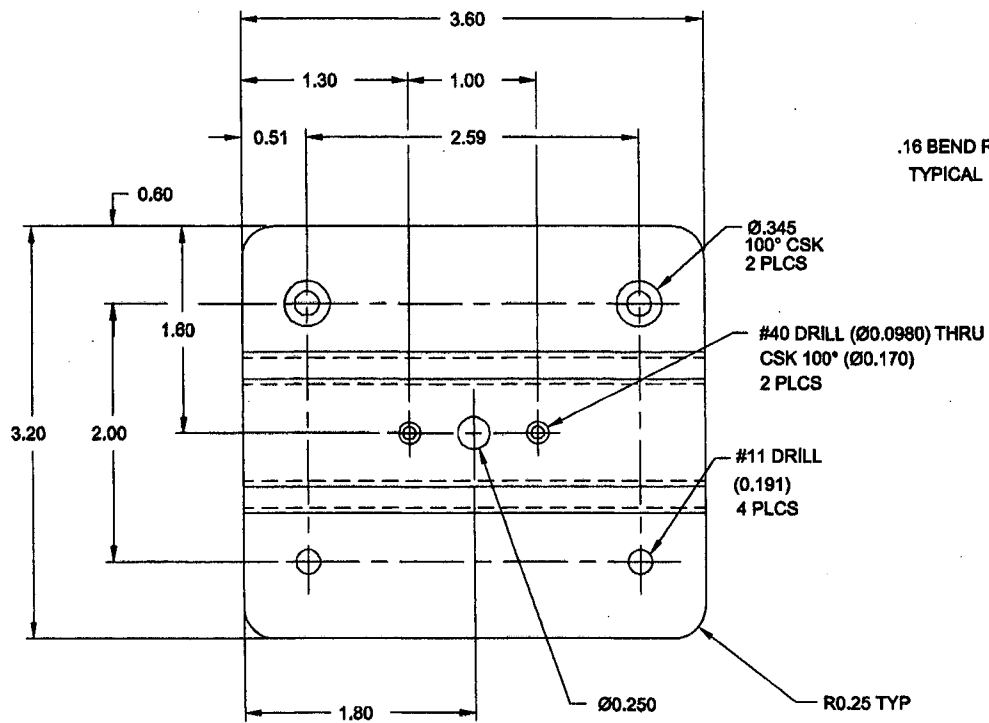 3.60
1.30
1.00
0.51
2.59
.16 BEND
TYPICAL
0.60
Ø.345
100° CSK
2 PLCS
1.60
#40 DRILL (Ø0.0980) THRU
CSK 100° (Ø0.170)
2 PLCS
3.20
2.00
#11 DRILL
(0.191)
4 PLCS
1.80
Ø0.250
R0.25 TYP